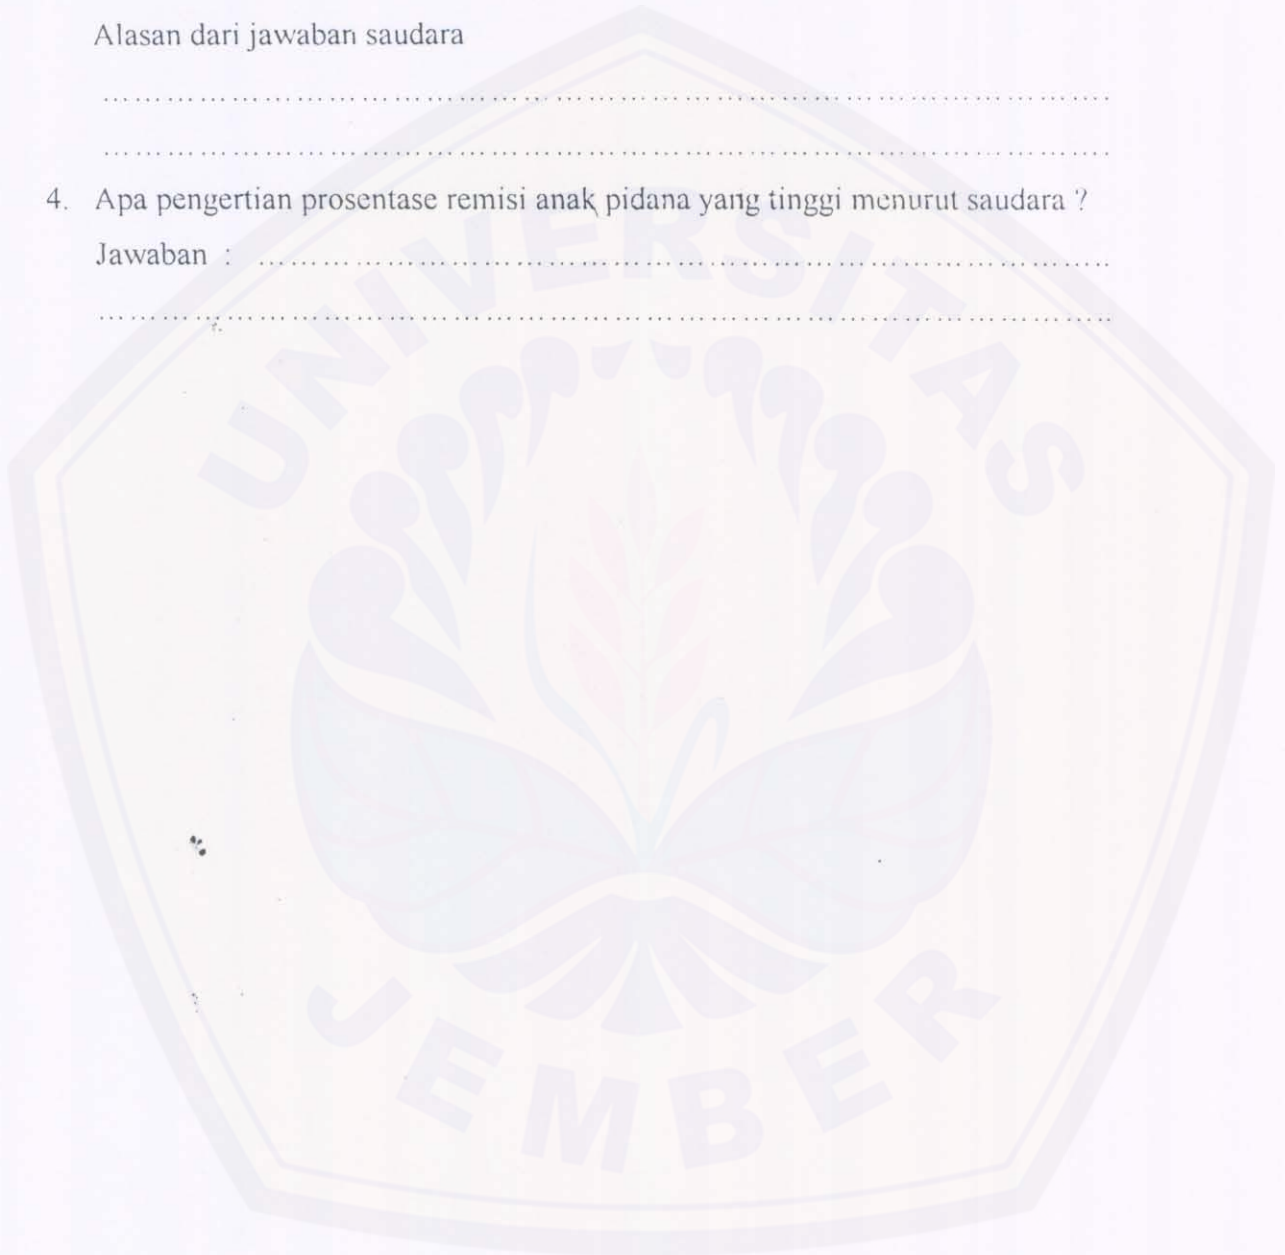 Alasan dari jawaban saudara
................................................................................................
................................................................................................
4. Apa pengertian prosentase remisi anak pidana yang tinggi menurut saudara ?
Jawaban : ................................................................................
................................................................................................
UNIVERSITAS
JEMBER